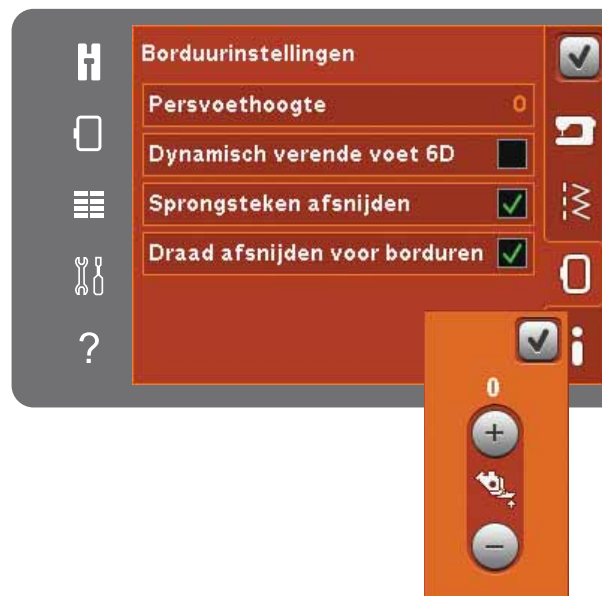 Borduurinstellingen
Persvoethoogte 0
Dynamisch verende voet 6D
Sprongsteken afsnijden
Draad afsnijden voor borduren
?
0